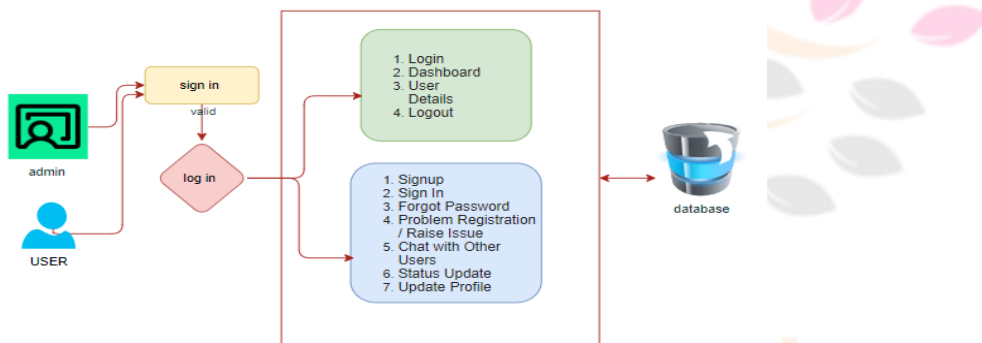 sign in
valid
admin
log in
USER
1. Login
2. Dashboard
3. User
Details
4. Logout
1. Signup
2. Sign In
3. Forgot Password
4. Problem Registration
/ Raise Issue
5. Chat with Other
Users
6. Status Update
7. Update Profile
database